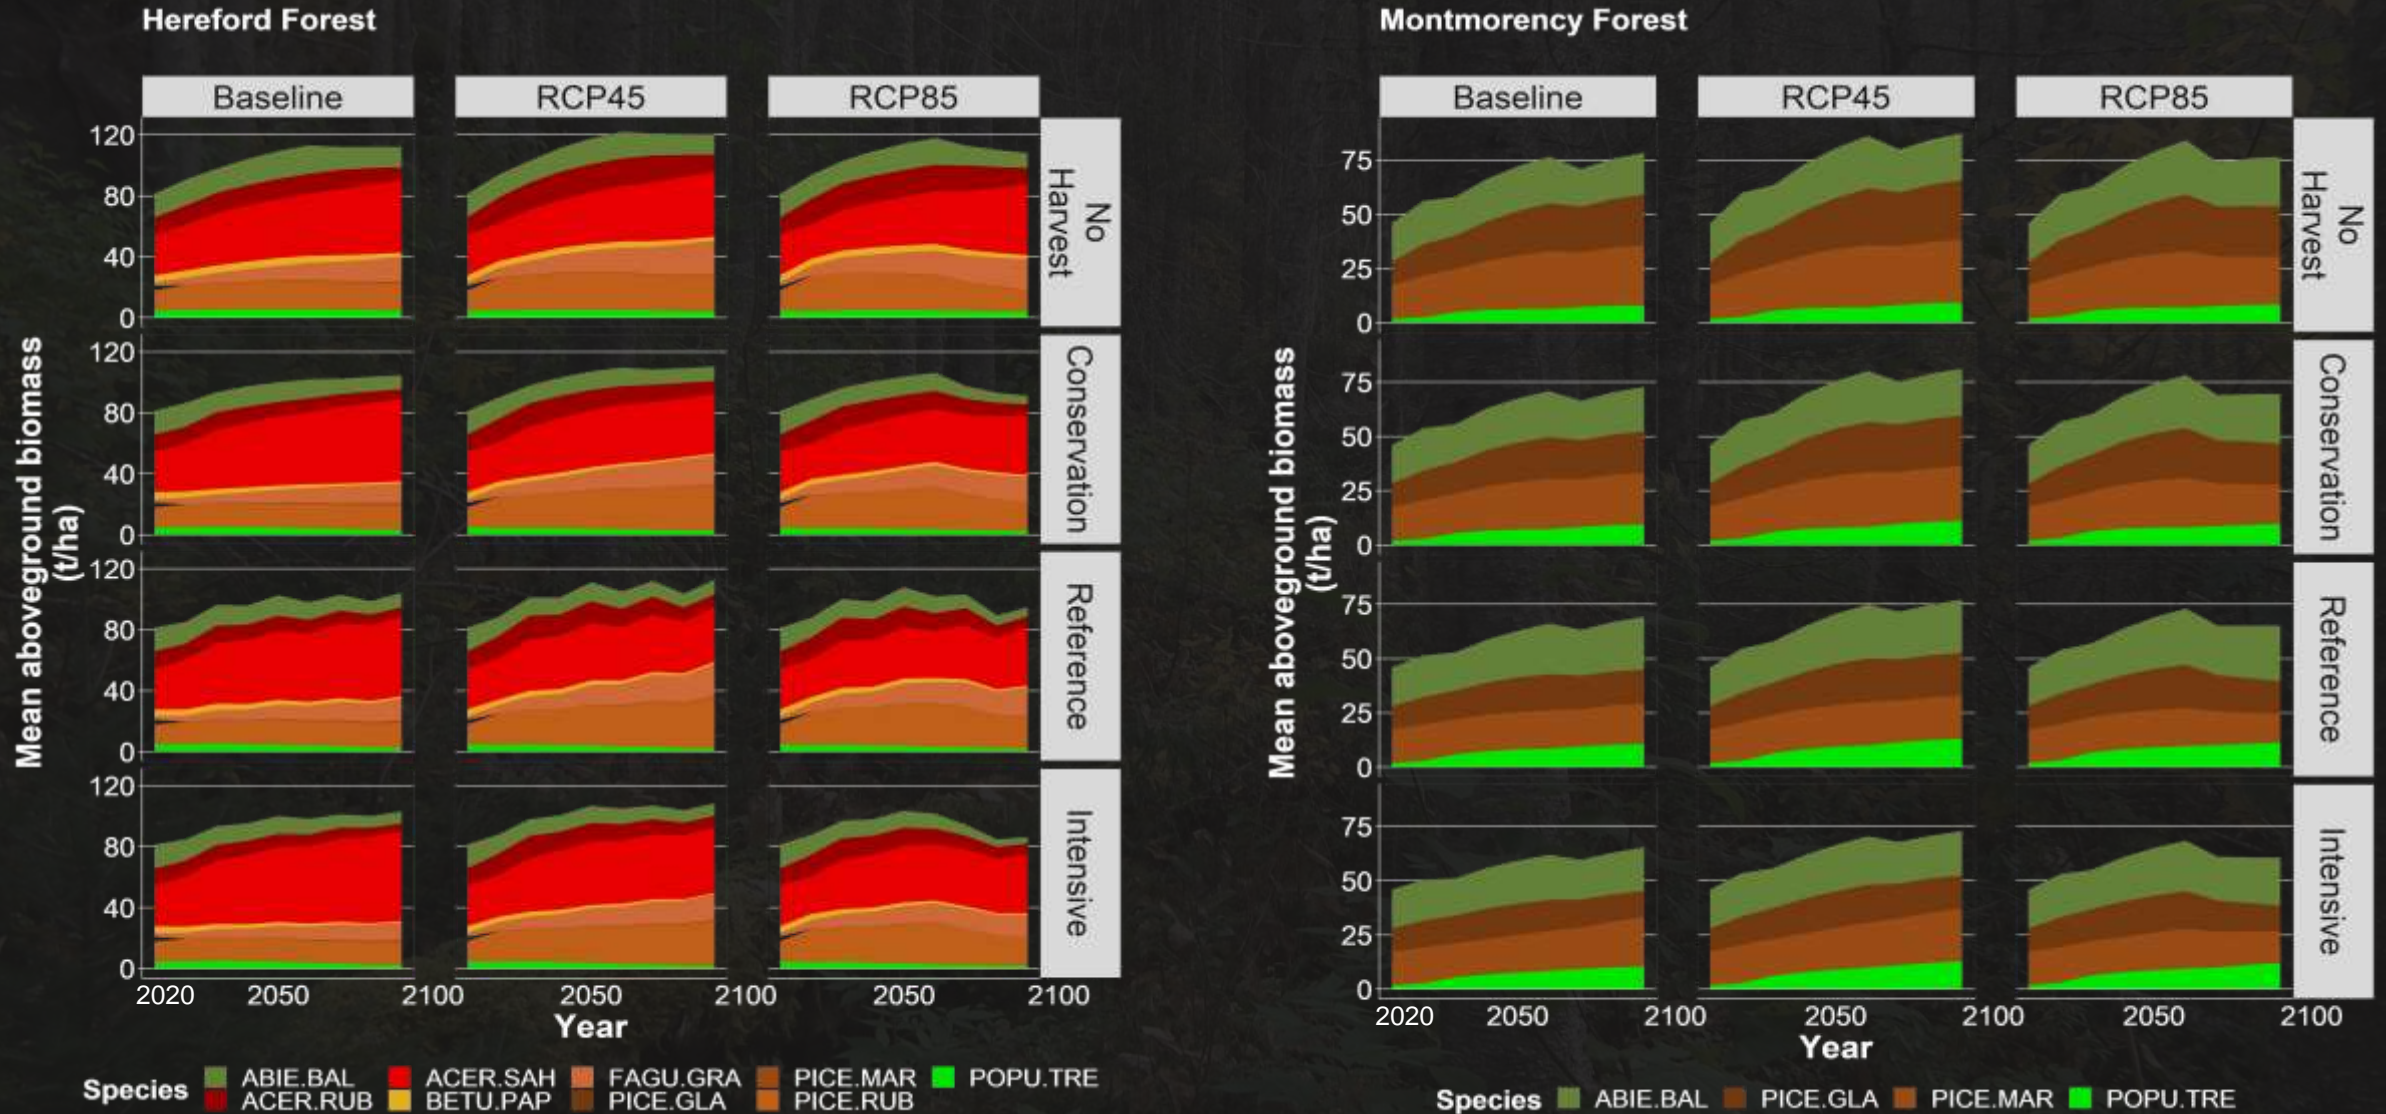 Hereford Forest
Baseline RCP45 RCP85
120
80
40
0
No
Harvest
120
80
40
0
Conservation
120
80
40
0
Reference
120
80
40
0
Intensive
Mean aboveground biomass
(t/ha)
2020 2050 2100 2050 2100 2050 2100
Year
Species ABIE.BAL ACER.SAH FAGU.GRA PICE.MAR POPU.TRE
ACER.RUB BETU.PAP PICE.GLA PICE.RUB
Montmorency Forest
Baseline RCP45 RCP85
75
50
25
0
No
Harvest
75
50
25
0
Conservation
75
50
25
0
Reference
75
50
25
0
Intensive
Mean aboveground biomass
(t/ha)
2020 2050 2100 2050 2100 2050 2100
Year
Species ABIE.BAL PICE.GLA PICE.MAR POPU.TRE